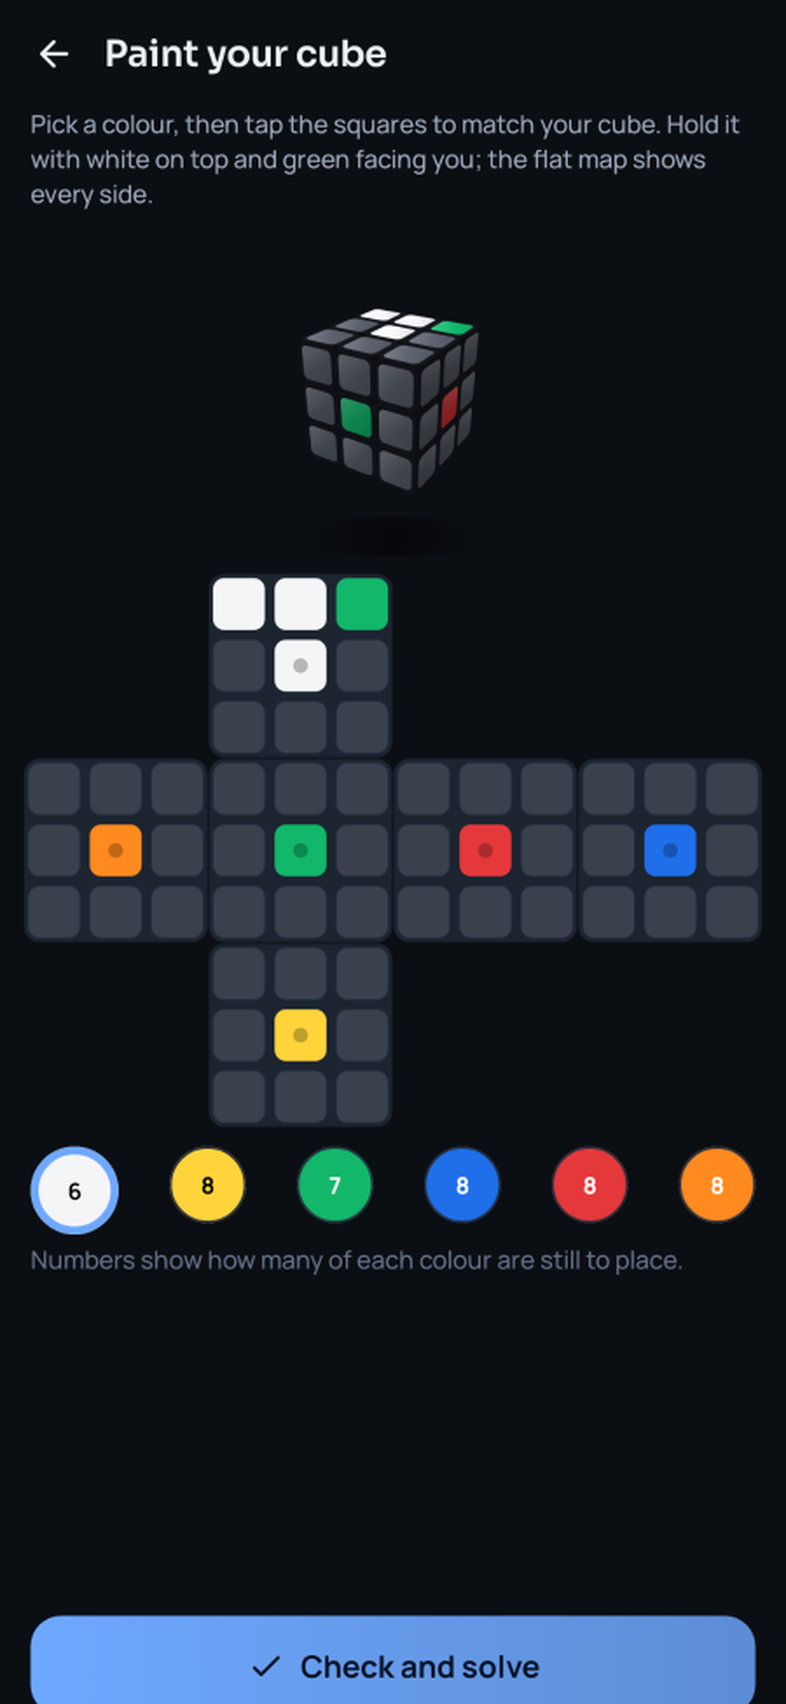 Paint your cube
Pick a colour, then tap the squares to match your cube. Hold it
with white on top and green facing you; the flat map shows
every side.
6 8 7 8 8 8
Numbers show how many of each colour are still to place.
Check and solve